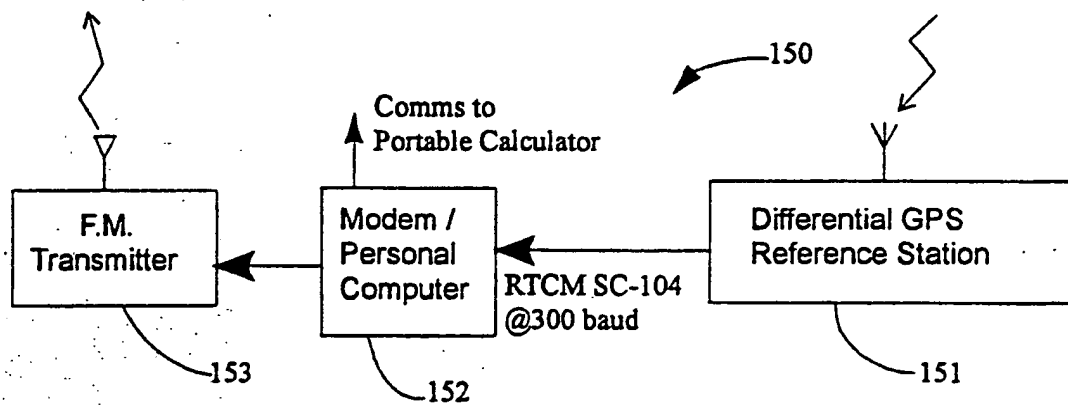 150
Comms to
Portable Calculator
F.M.
Transmitter
Modem /
Personal
Computer
RTCM SC-104
@300 baud
Differential GPS
Reference Station
153
152
151